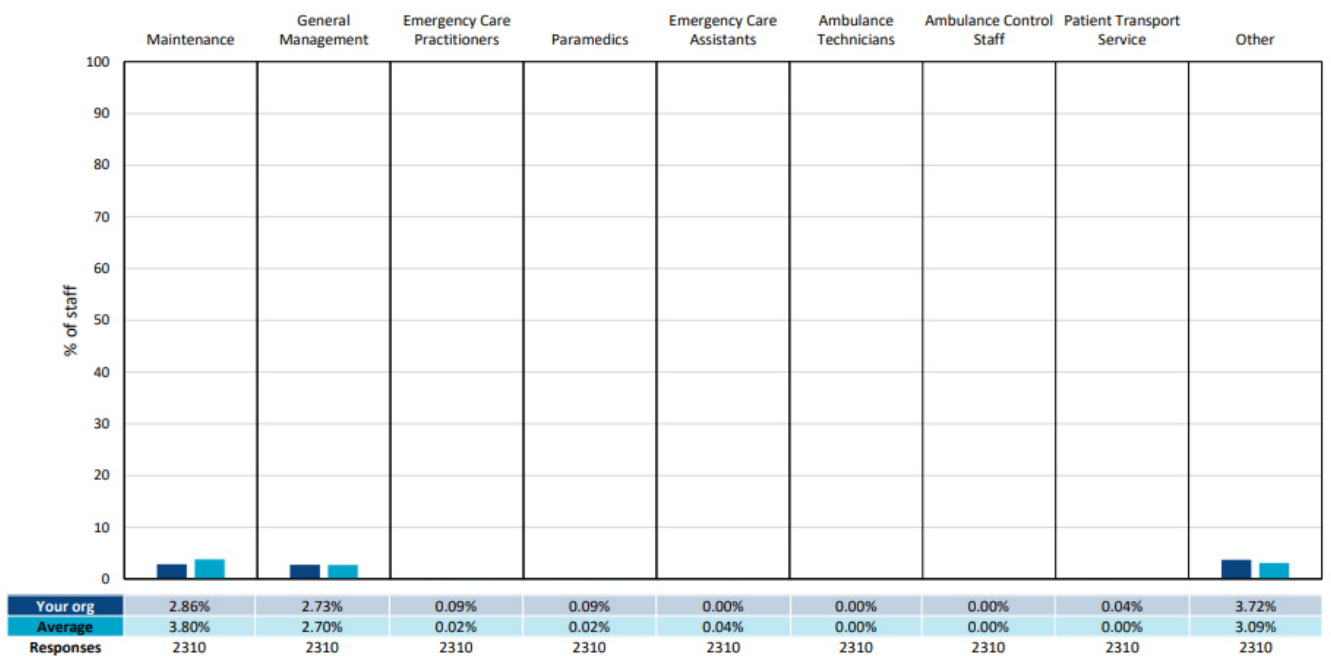 Maintenance
General
Management
Emergency Care
Practitioners
Paramedics
Emergency Care
Assistants
Ambulance
Technicians
Ambulance Control
Staff
Patient Transport
Service
Other
100
90
80
70
60
50
40
30
20
10
0
% of staff
Your org 2.86% 2.73% 0.09% 0.09% 0.00% 0.00% 0.00% 0.04% 3.72%
Average 3.80% 2.70% 0.02% 0.02% 0.04% 0.00% 0.00% 0.00% 3.09%
Responses 2310 2310 2310 2310 2310 2310 2310 2310 2310